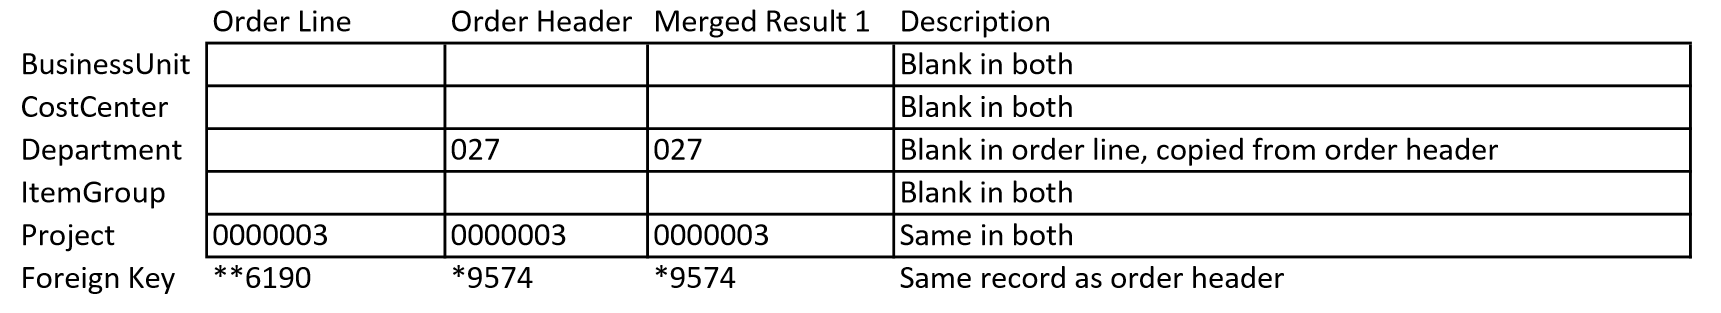 Order Line Order Header Merged Result 1 Description
BusinessUnit Blank in both
CostCenter Blank in both
Department 027 027 Blank in order line, copied from order header
ItemGroup Blank in both
Project 0000003 0000003 0000003 Same in both
Foreign Key **6190 *9574 *9574 Same record as order header